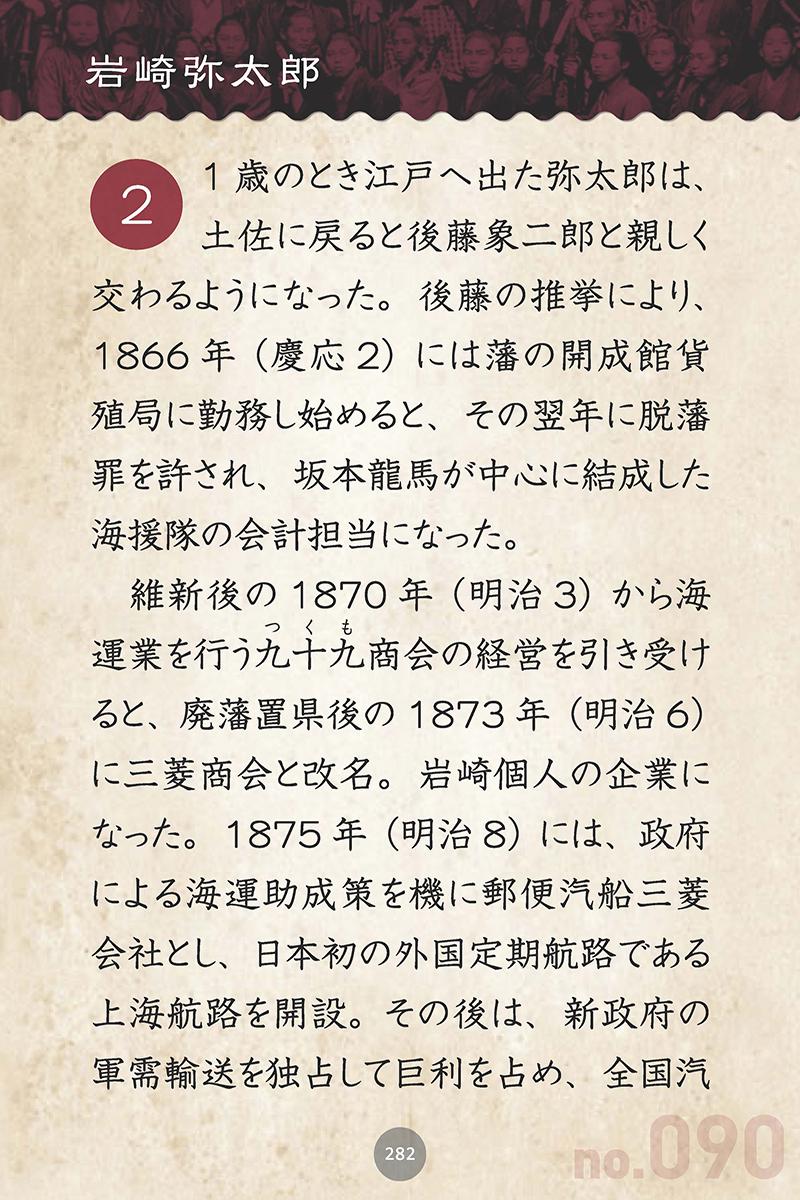 岩崎弥太郎
21歳のとき江戸へ出た弥太郎は、
土佐に戻ると後藤象二郎と親しく
交わるようになった。後藤の推挙により、
1866年（慶応2）には藩の開成館貨
殖局に勤務し始めると、その翌年に脱藩
罪を許され、坂本龍馬が中心に結成した
海援隊の会計担当になった。
維新後の1870年（明治3）から海
つくも
運業を行う九十九商会の経営を引き受け
ると、廃藩置県後の1873年（明治6）
に三菱商会と改名。岩崎個人の企業に
なった。1875年（明治8）には、政府
による海運助成策を機に郵便汽船三菱
会社とし、日本初の外国定期航路である
上海航路を開設。その後は、新政府の
軍需輸送を独占して巨利を占め、全国汽
282
no.090